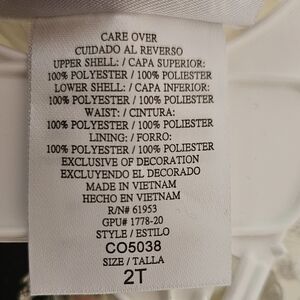 CARE OVER
CUIDADO AL REVERSO
UPPER SHELL: / CAPA SUPERIOR:
100% POLYESTER / 100% POLIESTER
LOWER SHELL: / CAPA INFERIOR:
100% POLYESTER / 100% POLIESTER
WAIST: / CINTURA:
100% POLYESTER / 100% POLIESTER
LINING: / FORRO:
100% POLYESTER / 100% POLIESTER
EXCLUSIVE OF DECORATION
EXCLUYENDO EL DECORADO
MADE IN VIETNAM
HECHO EN VIETNAM
R/N# 61953
GPU# 1778-20
STYLE / ESTILO
CO5038
SIZE / TALLA
2T